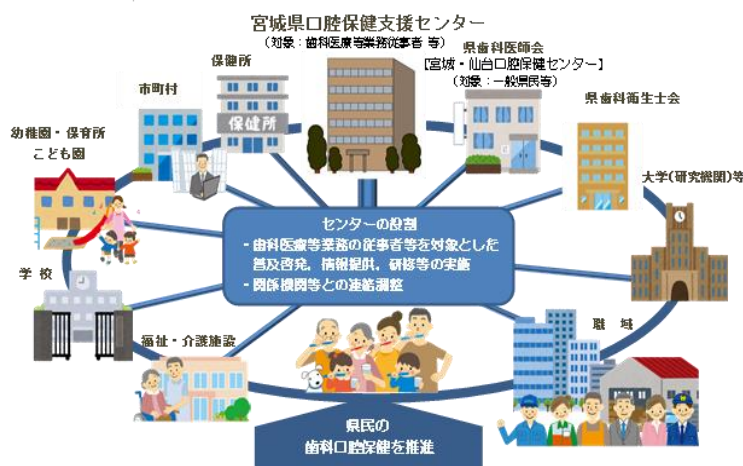 宮城県口腔保健支援センター
(対象:歯科医療等業務従事者 等)
保健所
県歯科医師会
【宮城・仙台口腔保健センター】
(対象:一般県民等)
市町村
保健所
県歯科衛生士会
幼稚園・保育所
こども園
大学(研究機関)等
センターの役割
・歯科医療等業務の従事者等を対象とした
普及啓発,情報提供,研修等の実施
・関係機関等との連絡調整
学 校
職 域
福祉・介護施設
県民の
歯科口腔保健を推進